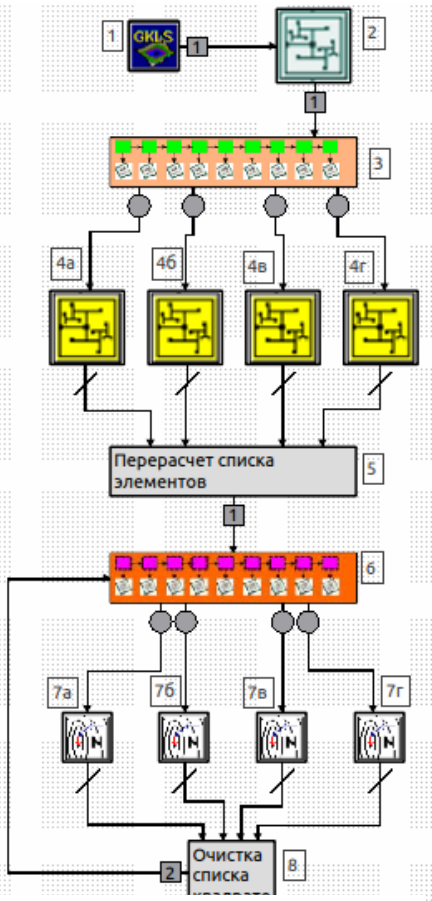 1
GKLS
1
2
1
3
4а
4б
4в
4г
Перерасчет списка
элементов
5
1
6
7а
7б
7в
7г
N
N
N
N
Очистка
списка
8
2